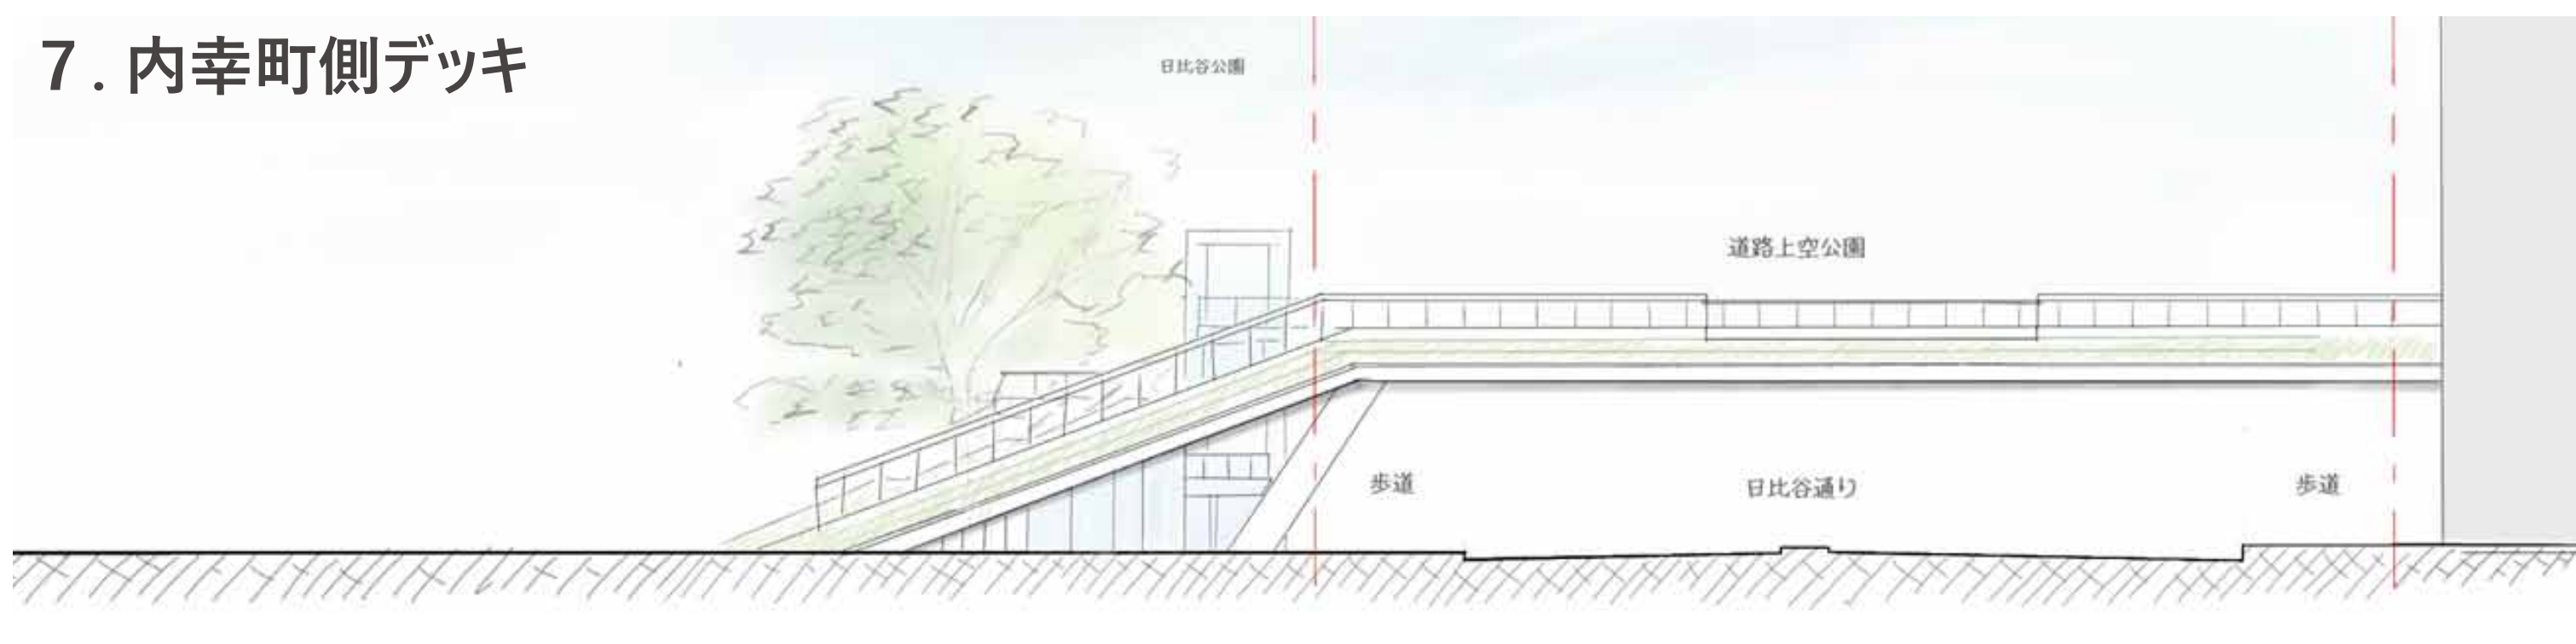 7．内幸町側デッキ
日比谷公園
道路上空公園
歩道
日比谷通り
歩道